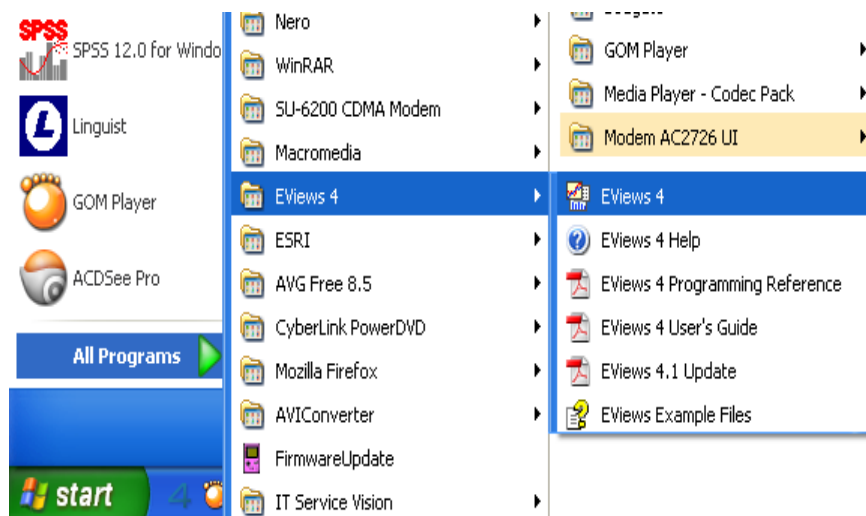 SPSS
SPSS 12.0 for Windo
Linguist
GOM Player
ACDSee Pro
All Programs
start
Nero
WinRAR
SU-6200 CDMA Modem
Macromedia
EViews 4
ESRI
AVG Free 8.5
CyberLink PowerDVD
Mozilla Firefox
AVIConverter
FirmwareUpdate
IT Service Vision
GOM Player
Media Player - Codec Pack
Modem AC2726 UI
EViews 4
EViews 4 Help
EViews 4 Programming Reference
EViews 4 User's Guide
EViews 4.1 Update
EViews Example Files